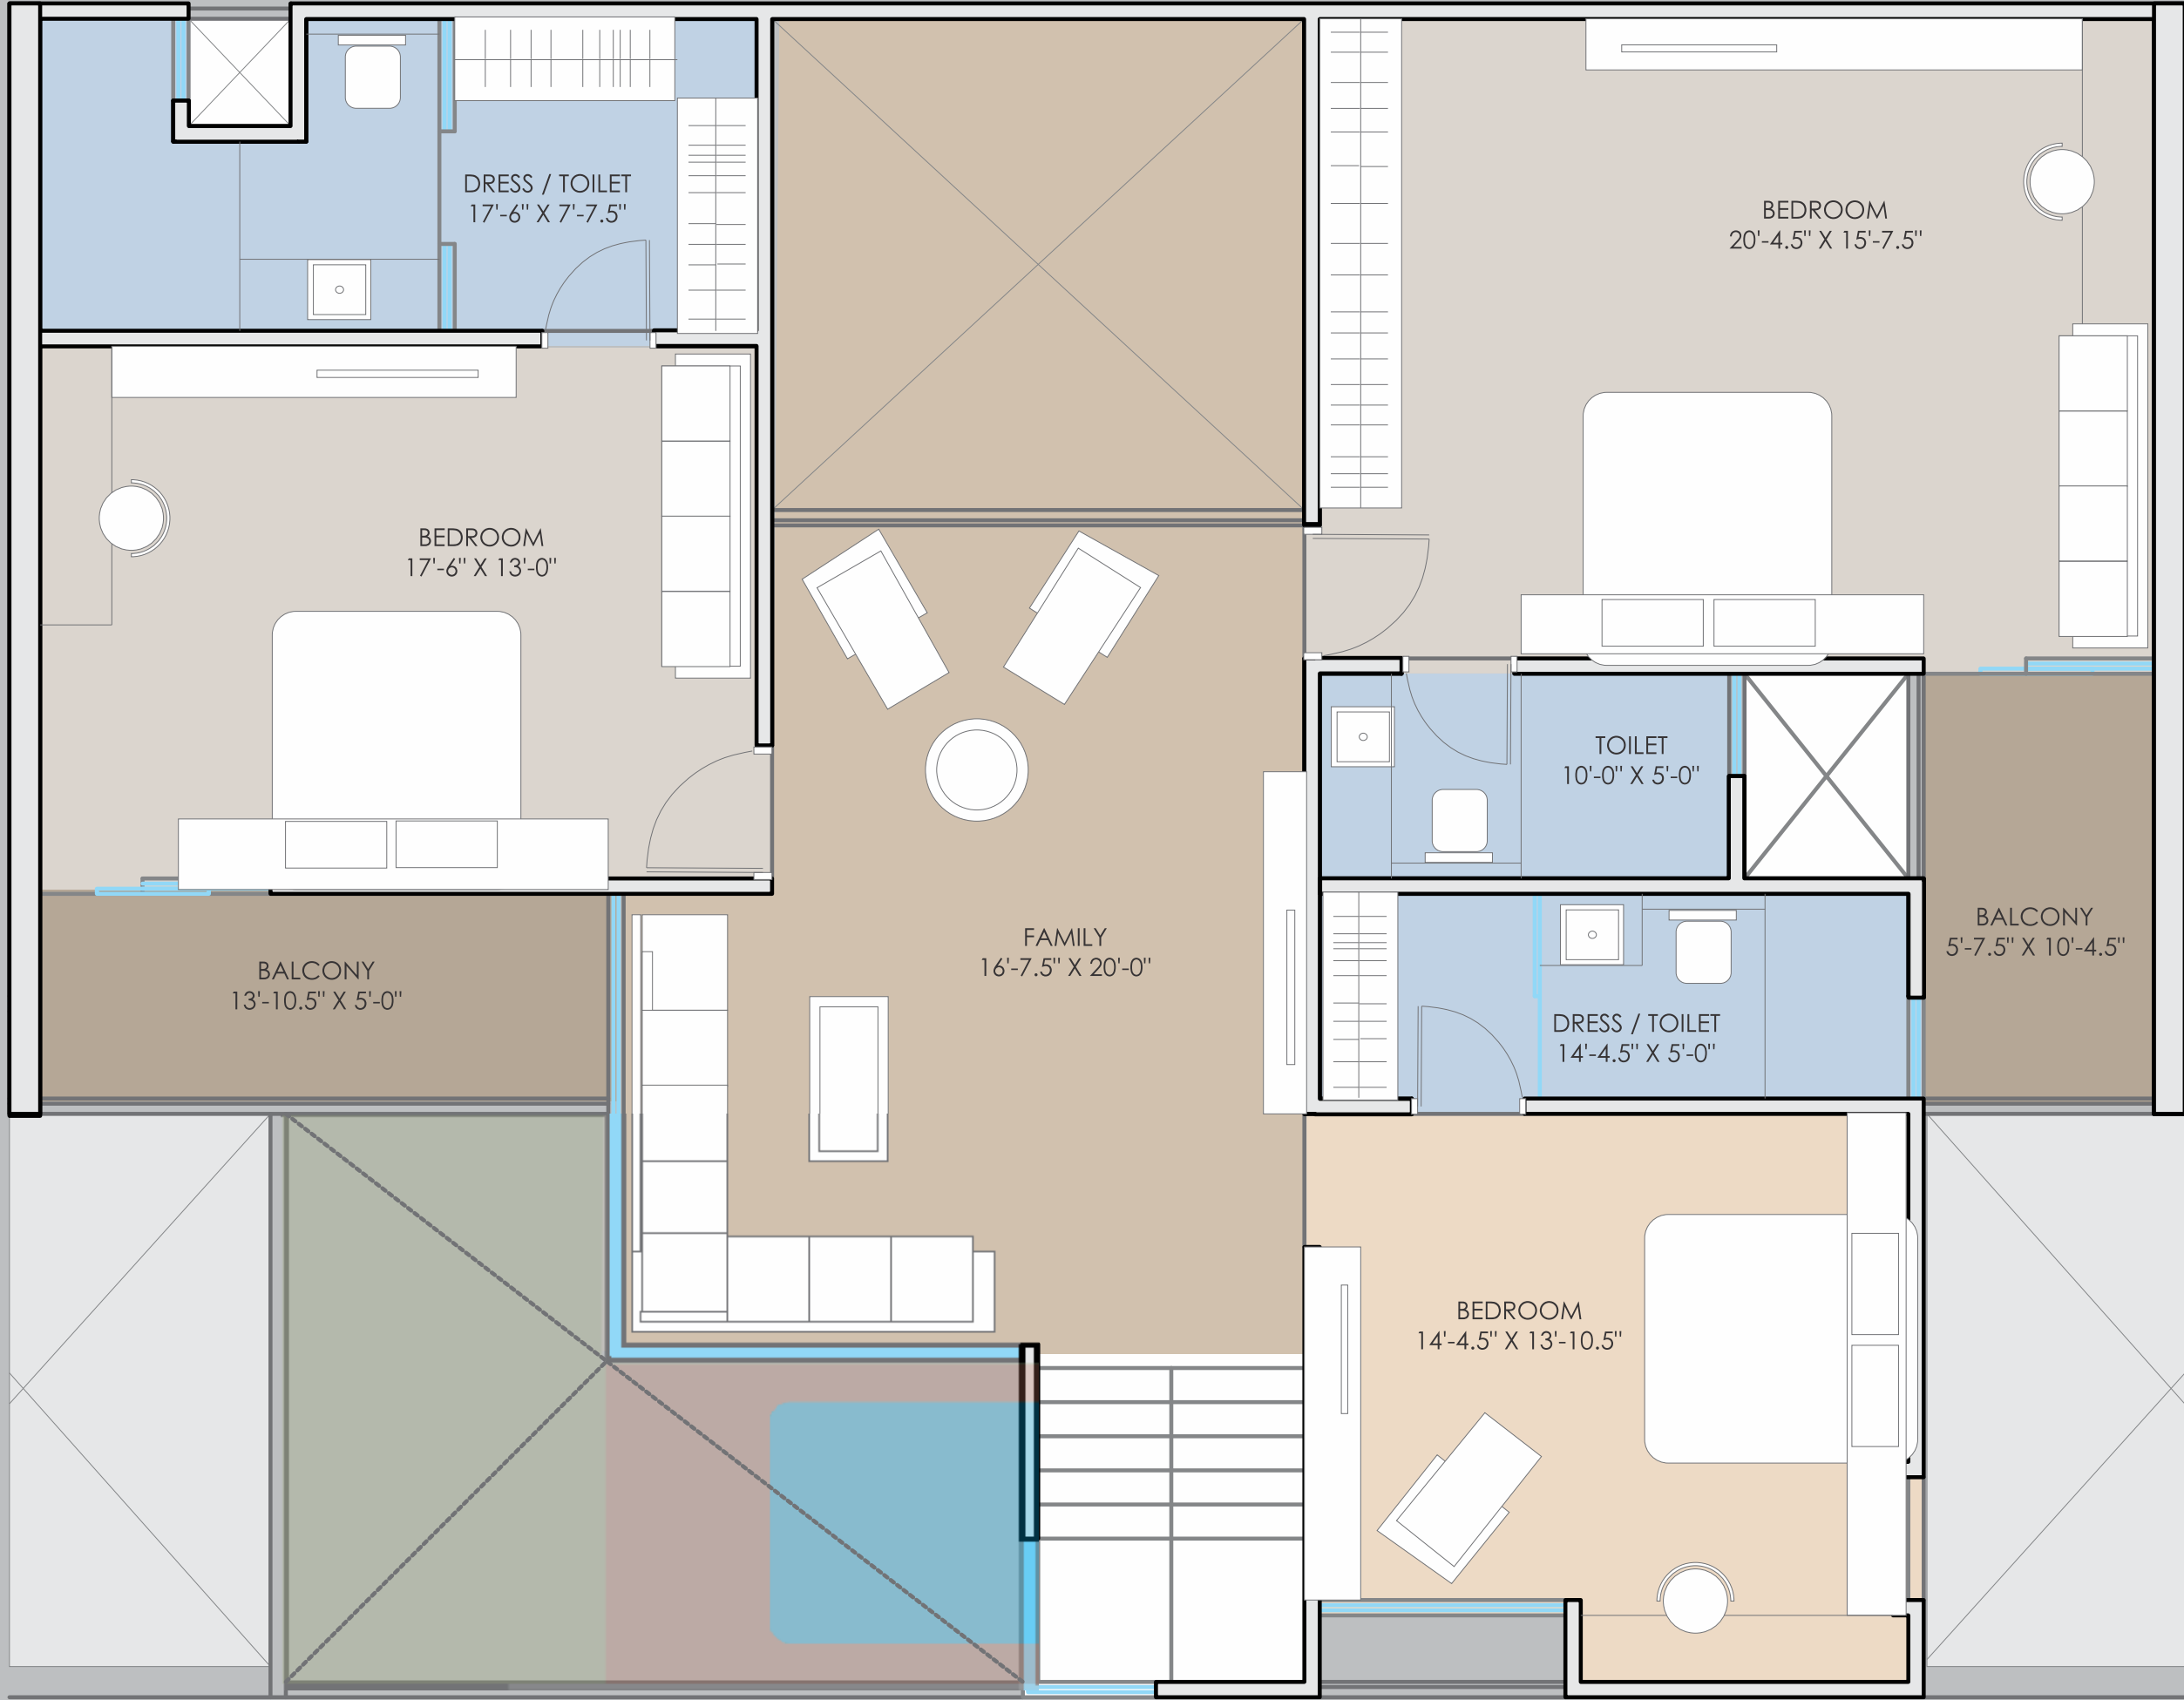 DRESS / TOILET
17'-6" X 7'-7.5"
BEDROOM
20'-4.5" X 15'-7.5"
BEDROOM
17'-6" X 13'-0"
TOILET
10'-0" X 5'-0"
FAMILY
16'-7.5" X 20'-0"
BALCONY
5'-7.5" X 10'-4.5"
BALCONY
13'-10.5" X 5'-0"
DRESS / TOILET
14'-4.5" X 5'-0"
BEDROOM
14'-4.5" X 13'-10.5"